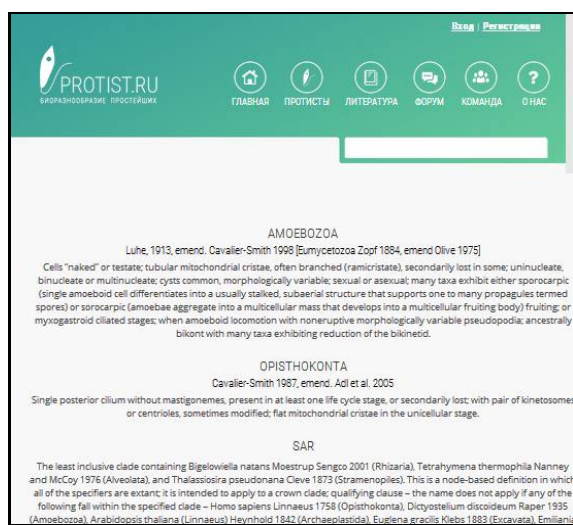 Вход | Регистрация
PROTIST.RU
БИОРАЗНООБРАЗИЕ ПРОСТЕЙШИХ
ГЛАВНАЯ ПРОТИСТЫ ЛИТЕРАТУРА ФОРУМ КОМАНДА О НАС
AMOEBOZOA
Luhe, 1913, emend. Cavalier-Smith 1998 [Eumycetozoa Zopf 1884, emend Olive 1975]
Cells "naked" or testate; tubular mitochondrial cristae, often branched (ramicristate), secondarily lost in some; uninucleate,
binucleate or multinucleate; cysts common, morphologically variable; sexual or asexual; many taxa exhibit either sporocarpic
(single amoeboid cell differentiates into a usually stalked, subaerial structure that supports one to many propagules termed
spores) or sorocarpic (amoebae aggregate into a multicellular mass that develops into a multicellular fruiting body) fruiting; or
myxogastroid ciliated stages; when amoeboid locomotion with noneruptive morphologically variable pseudopodia; ancestrally
bikont with many taxa exhibiting reduction of the bikinetid.
OPISTHOKONTA
Cavalier-Smith 1987, emend. Adl et al. 2005
Single posterior cilium without mastigonemes, present in at least one life cycle stage, or secondarily lost; with pair of kinetosomes
or centrioles, sometimes modified; flat mitochondrial cristae in the unicellular stage.
SAR
The least inclusive clade containing Bigelowiella natans Moestrup Sengco 2001 (Rhizaria), Tetrahymena thermophila Nanney
and McCoy 1976 (Alveolata), and Thalassiosira pseudonana Cleve 1873 (Stramenopiles). This is a node-based definition in which
all of the specifiers are extant; it is intended to apply to a crown clade; qualifying clause – the name does not apply if any of the
following fall within the specified clade – Homo sapiens Linnaeus 1758 (Opisthokonta), Dictyostelium discoideum Raper 1935
(Amoebozoa), Arabidopsis thaliana (Linnaeus) Heynhold 1842 (Archaeplastida), Euglena gracilis Klebs 1883 (Excavata), Emiliania